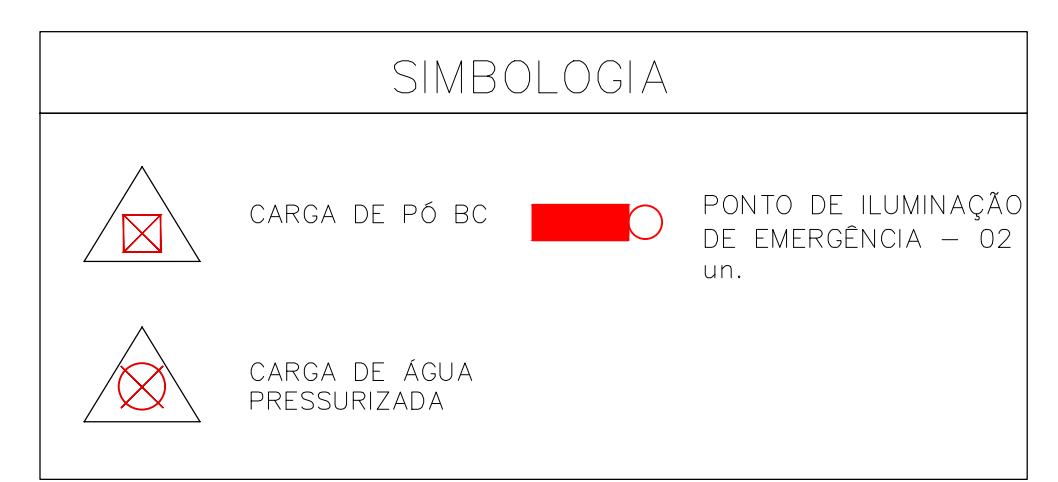 SIMBOLOGIA
CARGA DE PÓ BC
PONTO DE ILUMINAÇÃO
DE EMERGÊNCIA – 02
un.
CARGA DE ÁGUA
PRESSURIZADA